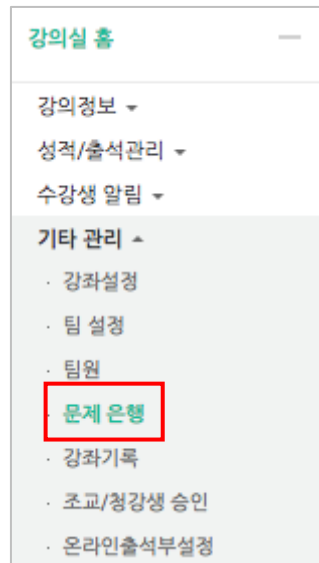 강의실 홈
강의정보
성적/출석관리
수강생 알림
기타 관리
· 강좌설정
· 팀 설정
· 팀원
· 문제 은행
· 강좌기록
· 조교/청강생 승인
· 온라인출석부설정